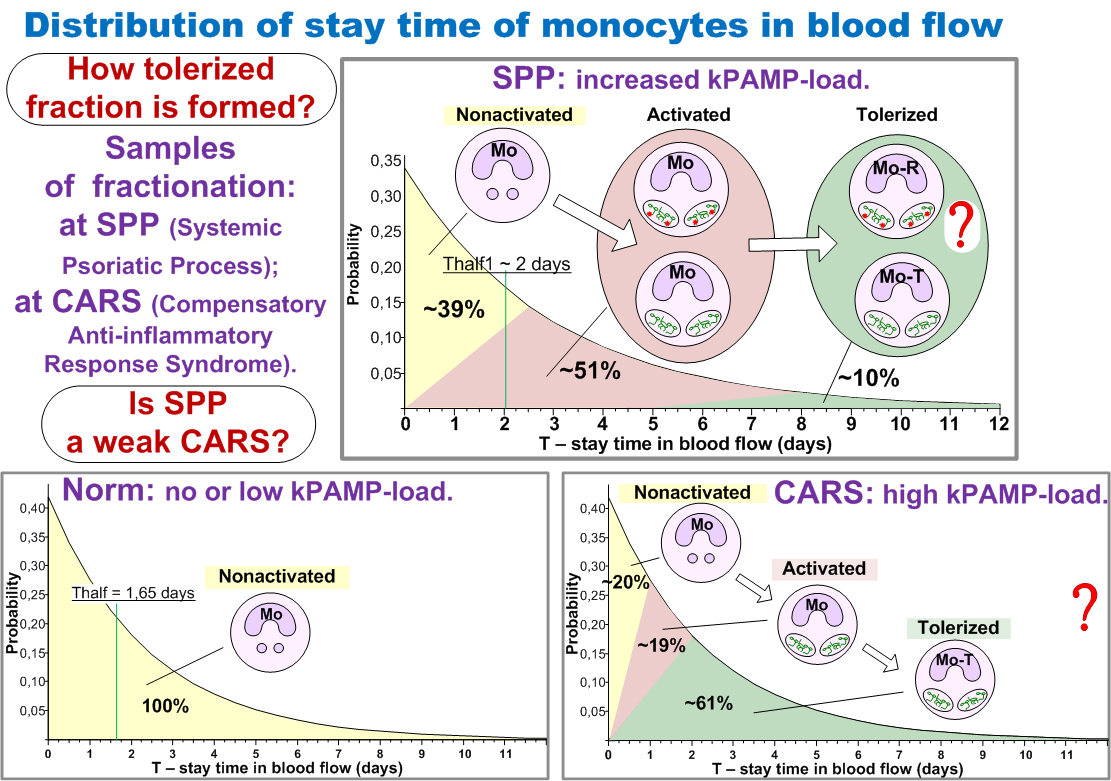 Distribution of stay time of monocytes in blood flow
How tolerized
fraction is formed?
Samples
of fractionation:
at SPP (Systemic
Psoriatic Process);
at CARS (Compensatory
Anti-inflammatory
Response Syndrome).
Is SPP
a weak CARS?
SPP: increased kPAMP-load.
Nonactivated
Activated
Tolerized
Mo
Mo
Mo-R
Mo
Mo-T
?
Probability
0,35
0,30
0,25
0,20
0,15
0,10
0,05
Thalf1 ~ 2 days
~39%
~51%
~10%
0 1 2 3 4 5 6 7 8 9 10 11 12
T – stay time in blood flow (days)
Norm: no or low kPAMP-load.
Probability
0,40
0,35
0,30
0,25
0,20
0,15
0,10
0,05
Thalf = 1,65 days
Nonactivated
Mo
100%
0 1 2 3 4 5 6 7 8 9 10 11
T – stay time in blood flow (days)
CARS: high kPAMP-load.
Nonactivated
Mo
Activated
Mo
Tolerized
Mo-T
?
Probability
0,40
0,35
0,30
0,25
0,20
0,15
0,10
0,05
~20%
~19%
~61%
0 1 2 3 4 5 6 7 8 9 10 11
T – stay time in blood flow (days)